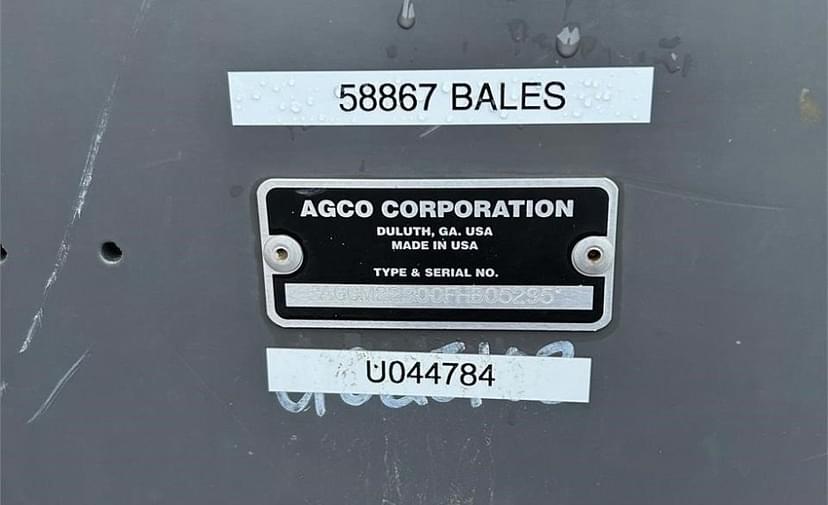 58867 BALES
AGCO CORPORATION
DULUTH, GA. USA
MADE IN USA
TYPE & SERIAL NO.
U044784